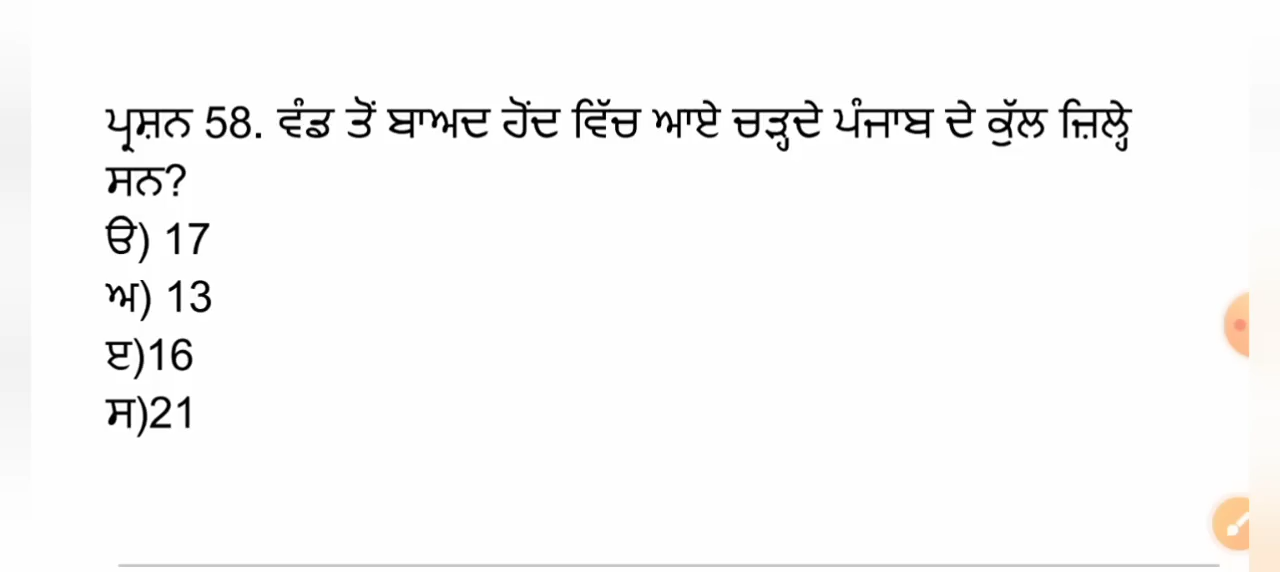 ਪ੍ਰਸ਼ਨ 58. ਵੰਡ ਤੋਂ ਬਾਅਦ ਹੋਂਦ ਵਿੱਚ ਆਏ ਚੜ੍ਹਦੇ ਪੰਜਾਬ ਦੇ ਕੁੱਲ ਜ਼ਿਲ੍ਹੇ
ਸਨ?
ੳ) 17
ਅ) 13
ੲ)16
ਸ)21